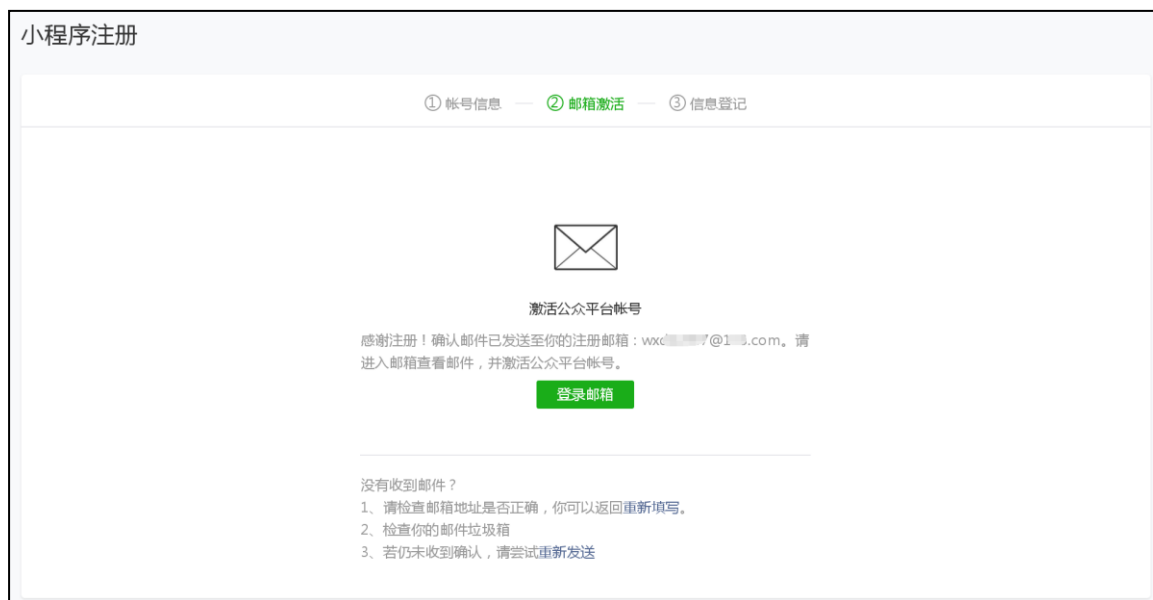 小程序注册
① 帐号信息 — ② 邮箱激活 — ③ 信息登记
激活公众平台帐号
感谢注册！确认邮件已发送至你的注册邮箱：.com。请
进入邮箱查看邮件，并激活公众平台帐号。
登录邮箱
没有收到邮件？
1、请检查邮箱地址是否正确，你可以返回重新填写。
2、检查你的邮件垃圾箱
3、若仍未收到确认，请尝试重新发送